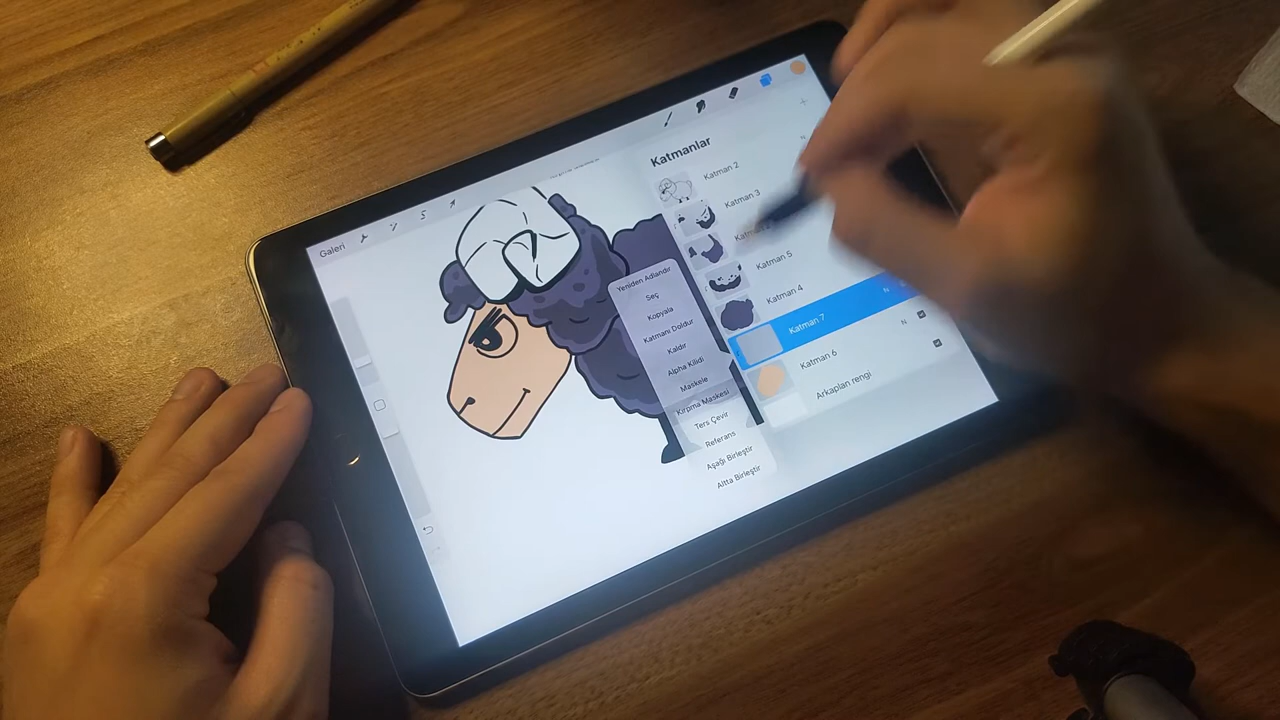 Galeri
Katmanlar
Katman 2
Katman 3
Katman 5
Katman 4
Katman 7
N
Katman 6
N
Arkaplan rengi
Yeniden Adlandır
Seç
Kopyala
Katmanı Doldur
Kaldır
Alpha Kilidi
Maskele
Kırpma Maskesi
Ters Çevir
Referans
Aşağı Birleştir
Altta Birleştir